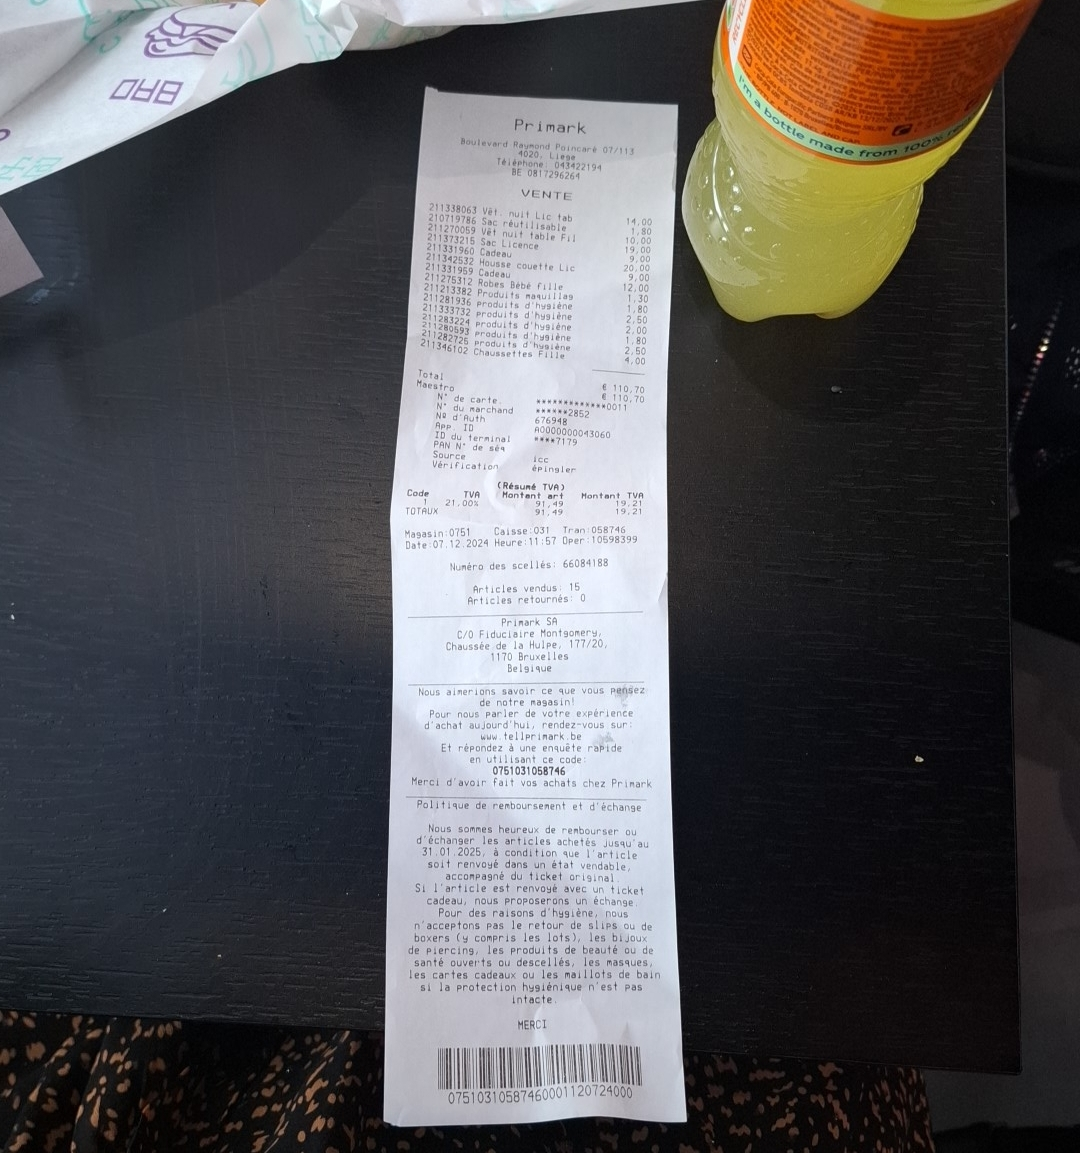 Primark
Boulevard Raymond Poincaré 07/113
4020, Liege
Téléphone: 043422194
BE 0817296264
VENTE
211338063 Vêt. nuit Lic tab 14,00
210719786 Sac réutilisable 1,80
211270059 Vêt nuit table Fil 10,00
211373215 Sac Licence 19,00
211331960 Cadeau 9,00
211342532 Housse couette Lic 20,00
211331959 Cadeau 9,00
211275312 Robes Bébé fille 12,00
211213382 Produits maquillag 1,30
211281936 produits d'hygiène 1,80
211333732 produits d'hygiène 2,50
211283224 produits d'hygiène 2,00
211280593 produits d'hygiène 1,80
211282725 produits d'hygiène 2,50
211346102 Chaussettes Fille 4,00
Total € 110,70
Maestro € 110,70
N° de carte *************0011
N° du marchand ******2852
Nº d'Auth 676948
App. ID A0000000043060
ID du terminal ****7179
PAN N° de séq
Source icc
Vérification épingler
(Résumé TVA)
Code TVA Montant art Montant TVA
1 21.00% 91,49 19,21
TOTAUX 91,49 19,21
Magasin:0751 Caisse:031 Tran:058746
Date:07.12.2024 Heure:11:57 Oper:10598399
Numéro des scellés: 66084188
Articles vendus: 15
Articles retournés: 0
Primark SA
C/O Fiduciaire Montgomery,
Chaussée de la Hulpe, 177/20,
1170 Bruxelles
Belgique
Nous aimerions savoir ce que vous pensez
de notre magasin!
Pour nous parler de votre expérience
d'achat aujourd'hui, rendez-vous sur:
www.tellprimark.be
Et répondez à une enquête rapide
en utilisant ce code:
0751031058746
Merci d'avoir fait vos achats chez Primark
Politique de remboursement et d'échange
Nous sommes heureux de rembourser ou
d'échanger les articles achetés jusqu'au
31.01.2025, à condition que l'article
soit renvoyé dans un état vendable,
accompagné du ticket original.
Si l'article est renvoyé avec un ticket
cadeau, nous proposerons un échange.
Pour des raisons d'hygiène, nous
n'acceptons pas le retour de slips ou de
boxers (y compris les lots), les bijoux
de piercing, les produits de beauté ou de
santé ouverts ou descellés, les masques,
les cartes cadeaux ou les maillots de bain
si la protection hygiénique n'est pas
intacte.
MERCI
07510310587460001120724000
I'm a bottle made from 100%